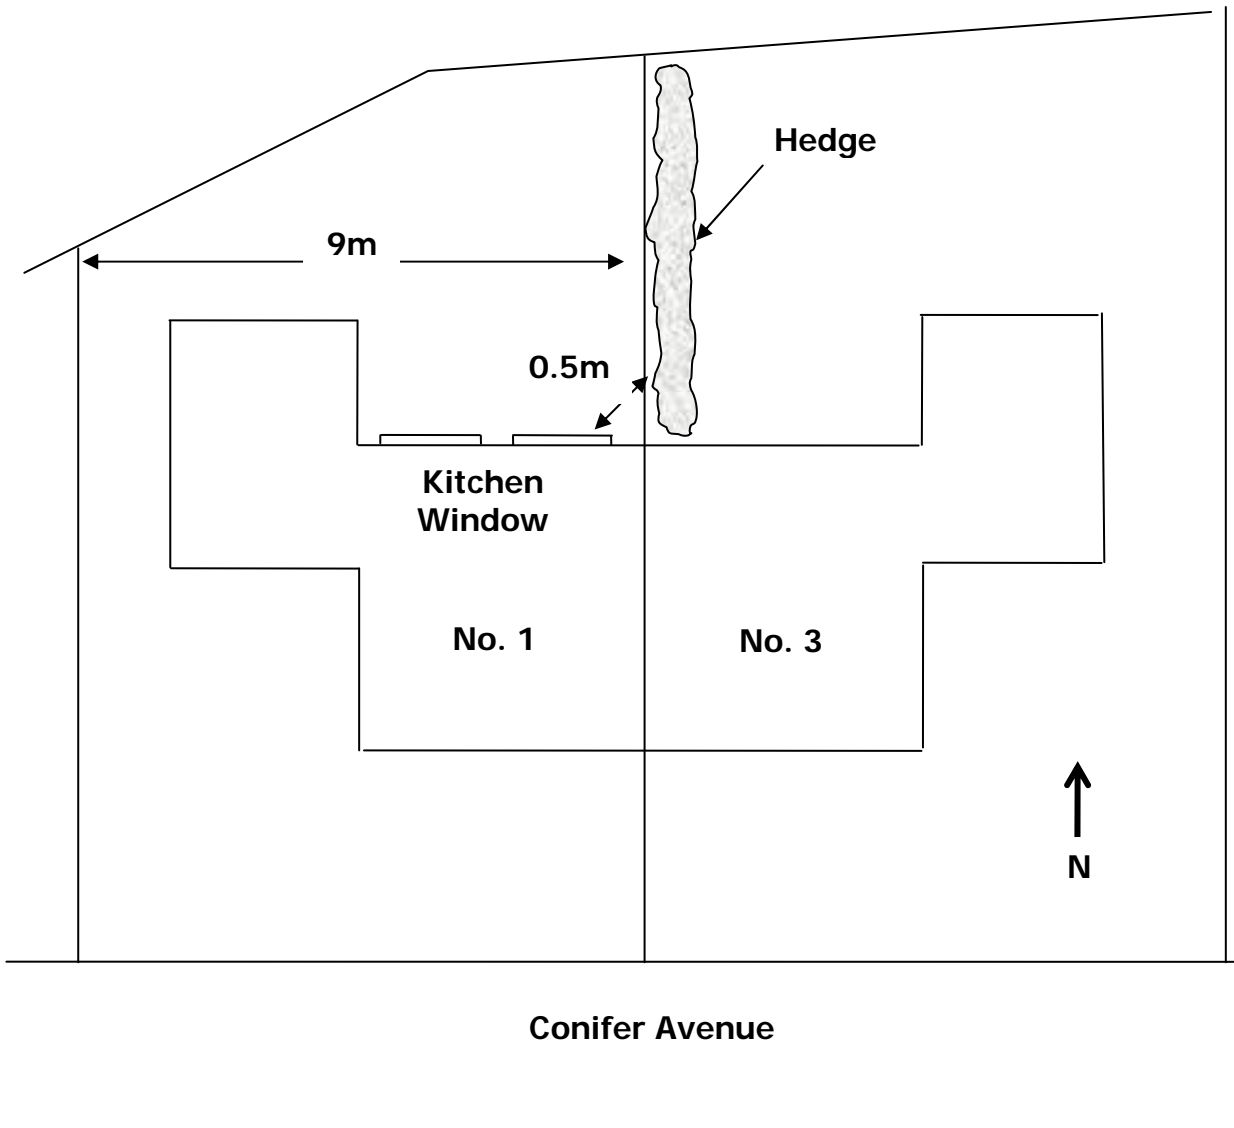 Hedge
9m
0.5m
Kitchen
Window
No. 1
No. 3
N
Conifer Avenue